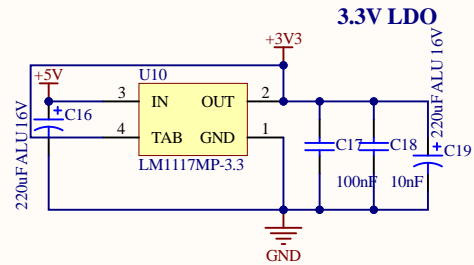 3.3V LDO
+3V3
+5V
U10
3
IN
OUT
2
C16
4
TAB
GND
1
LM1117MP-3.3
220uF ALU 16V
C17
100nF
C18
10nF
220uF ALU 16V
C19
GND